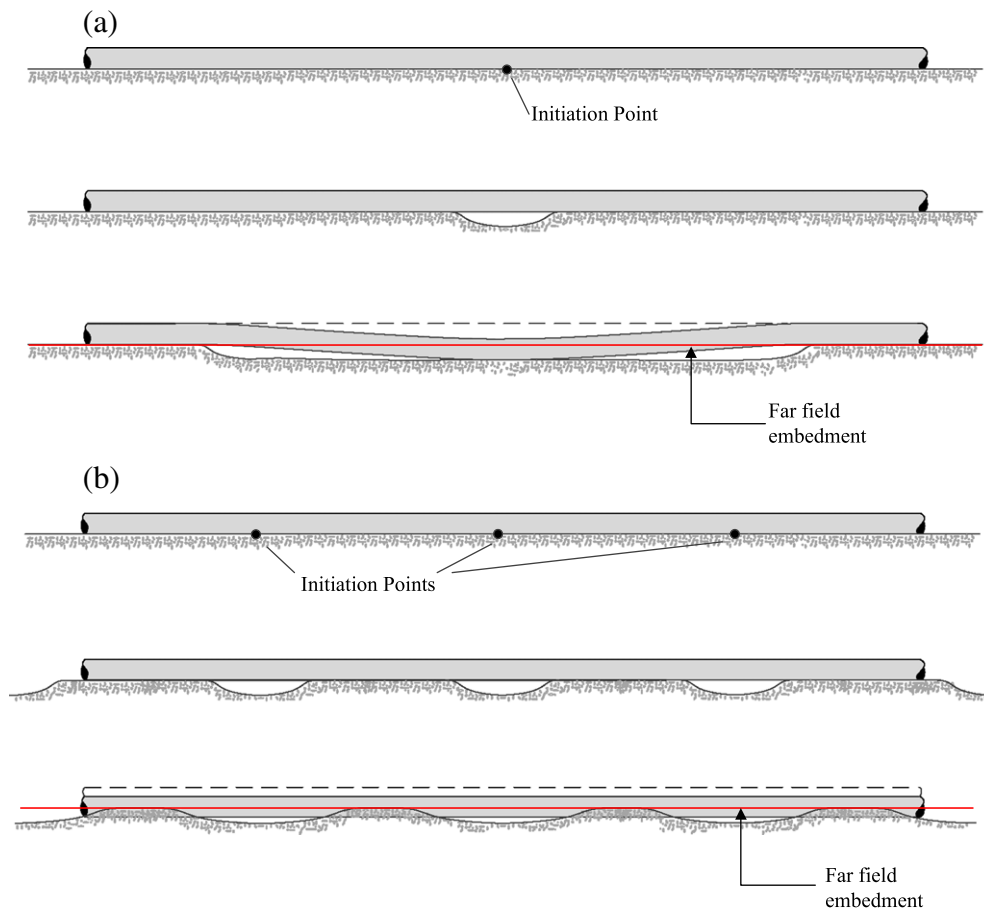 (a)
Initiation Point
Far field
embedment
(b)
Initiation Points
Far field
embedment